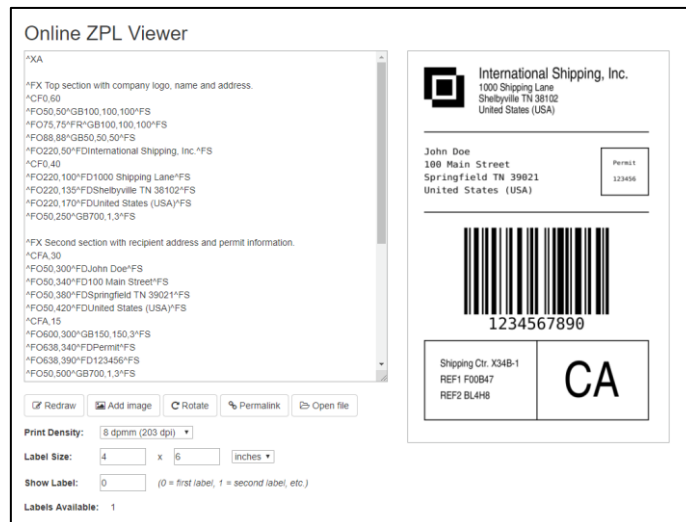 Online ZPL Viewer
^XA
^FX Top section with company logo, name and address.
^CF0,60
^FO50,50^GB100,100,100^FS
^FO75,75^FR^GB100,100,100^FS
^FO88,88^GB50,50,50^FS
^FO220,50^FDInternational Shipping, Inc.^FS
^CF0,40
^FO220,100^FD1000 Shipping Lane^FS
^FO220,135^FDShelbyville TN 38102^FS
^FO220,170^FDUnited States (USA)^FS
^FO50,250^GB700,1,3^FS
^FX Second section with recipient address and permit information.
^CFA,30
^FO50,300^FDJohn Doe^FS
^FO50,340^FD100 Main Street^FS
^FO50,380^FDSpringfield TN 39021^FS
^FO50,420^FDUnited States (USA)^FS
^CFA,15
^FO600,300^GB150,150,3^FS
^FO638,340^FDPermit^FS
^FO638,390^FD123456^FS
^FO50,500^GB700,1,3^FS
Redraw Add image Rotate Permalink Open file
Print Density: 8 dpmm (203 dpi)
Label Size: 4 x 6 inches
Show Label: 0 (0 = first label, 1 = second label, etc.)
Labels Available: 1
International Shipping, Inc.
1000 Shipping Lane
Shelbyville TN 38102
United States (USA)
John Doe
100 Main Street
Springfield TN 39021
United States (USA)
Permit
123456
1234567890
Shipping Ctr. X34B-1
REF1 F00B47
REF2 BL4H8
CA